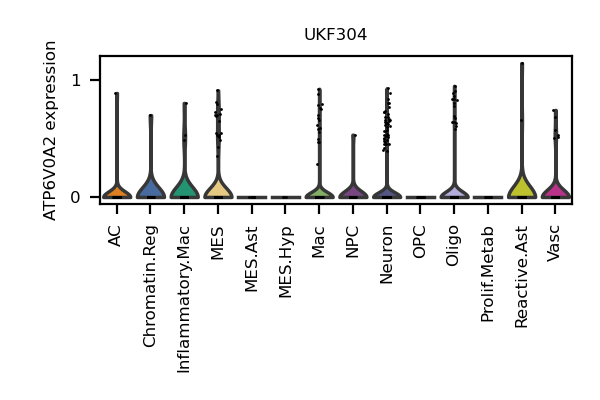 UKF304
ATP6V0A2 expression
1
0
AC
Chromatin.Reg
Inflammatory.Mac
MES
MES.Ast
MES.Hyp
Mac
NPC
Neuron
OPC
Oligo
Prolif.Metab
Reactive.Ast
Vasc